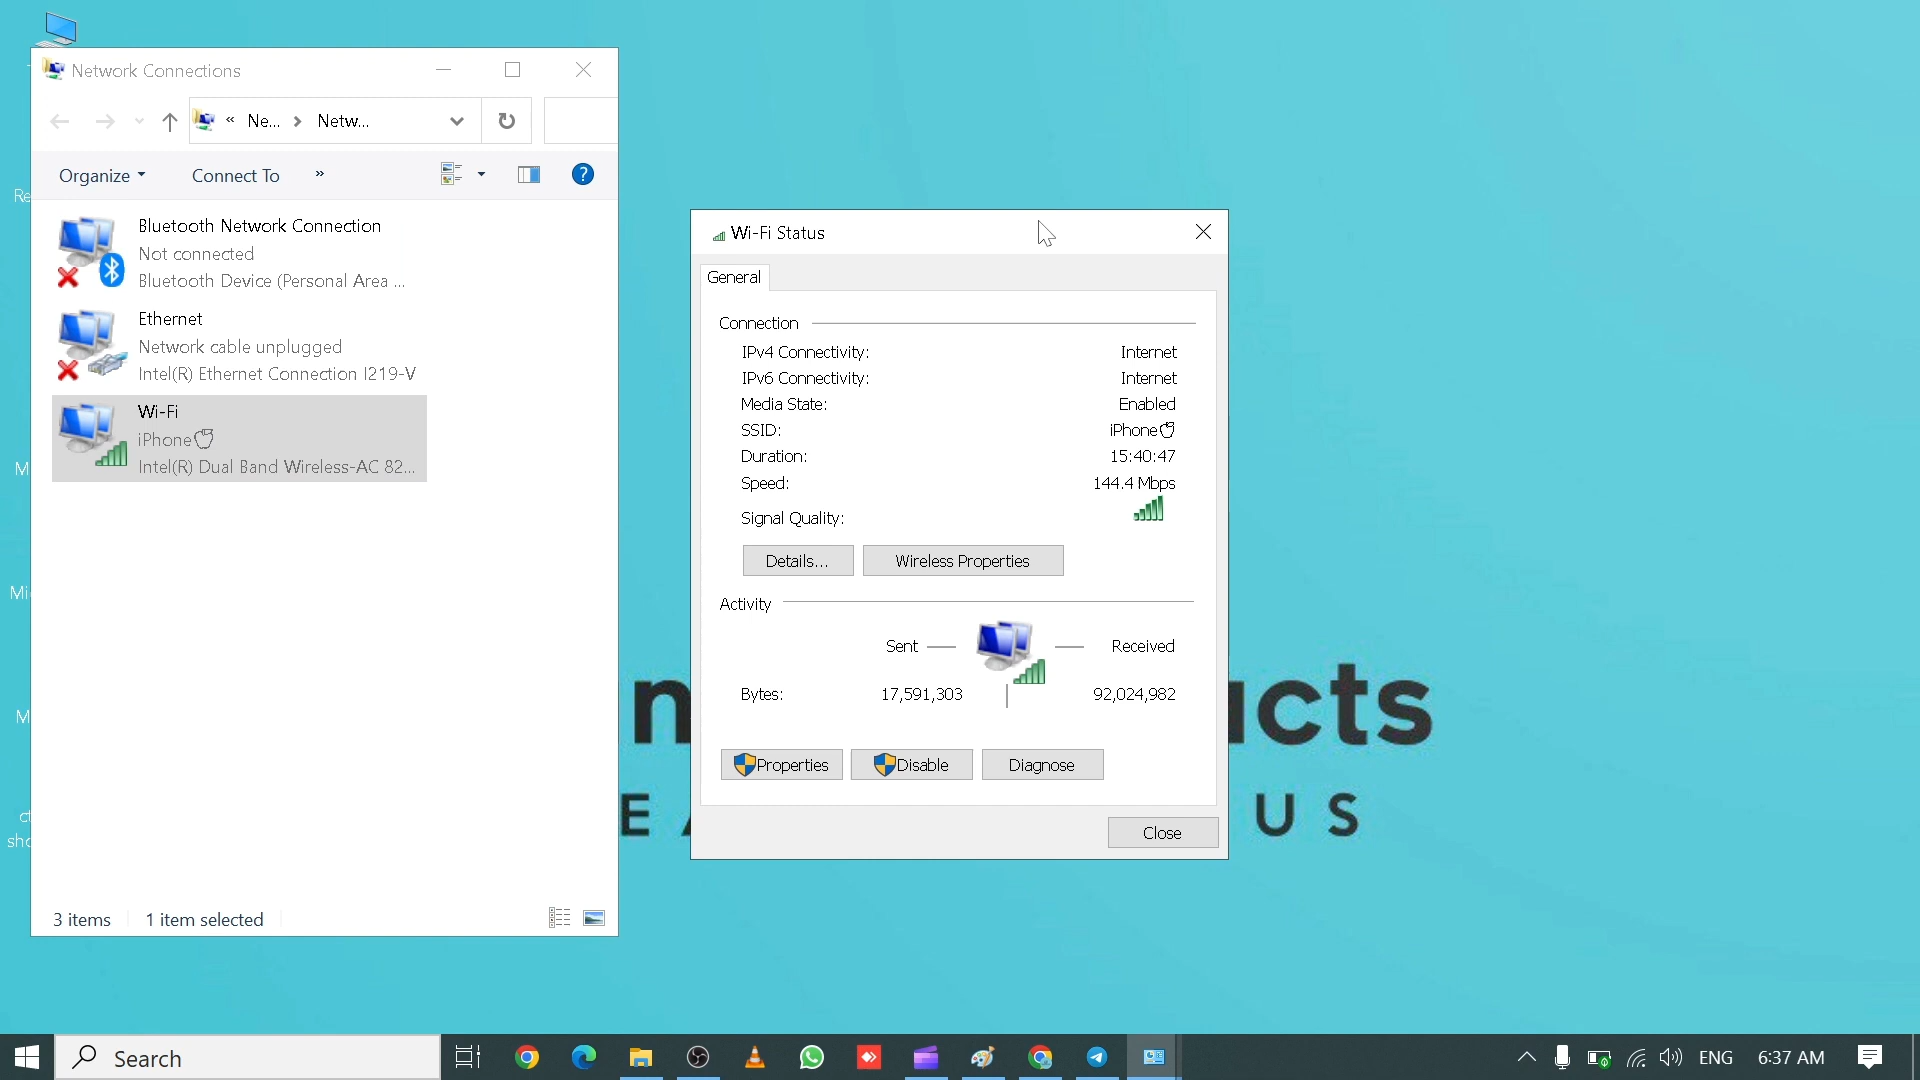 Network Connections
« Ne... > Netw...
Organize
Connect To
»
Bluetooth Network Connection
Not connected
Bluetooth Device (Personal Area ...
Ethernet
Network cable unplugged
Intel(R) Ethernet Connection I219-V
Wi-Fi
iPhone
Intel(R) Dual Band Wireless-AC 82...
3 items
1 item selected
Wi-Fi Status
General
Connection
IPv4 Connectivity: Internet
IPv6 Connectivity: Internet
Media State: Enabled
SSID: iPhone
Duration: 15:40:47
Speed: 144.4 Mbps
Signal Quality:
Details...
Wireless Properties
Activity
Sent
Received
Bytes: 17,591,303 92,024,982
Properties
Disable
Diagnose
Close
cts
US
Search
ENG
6:37 AM